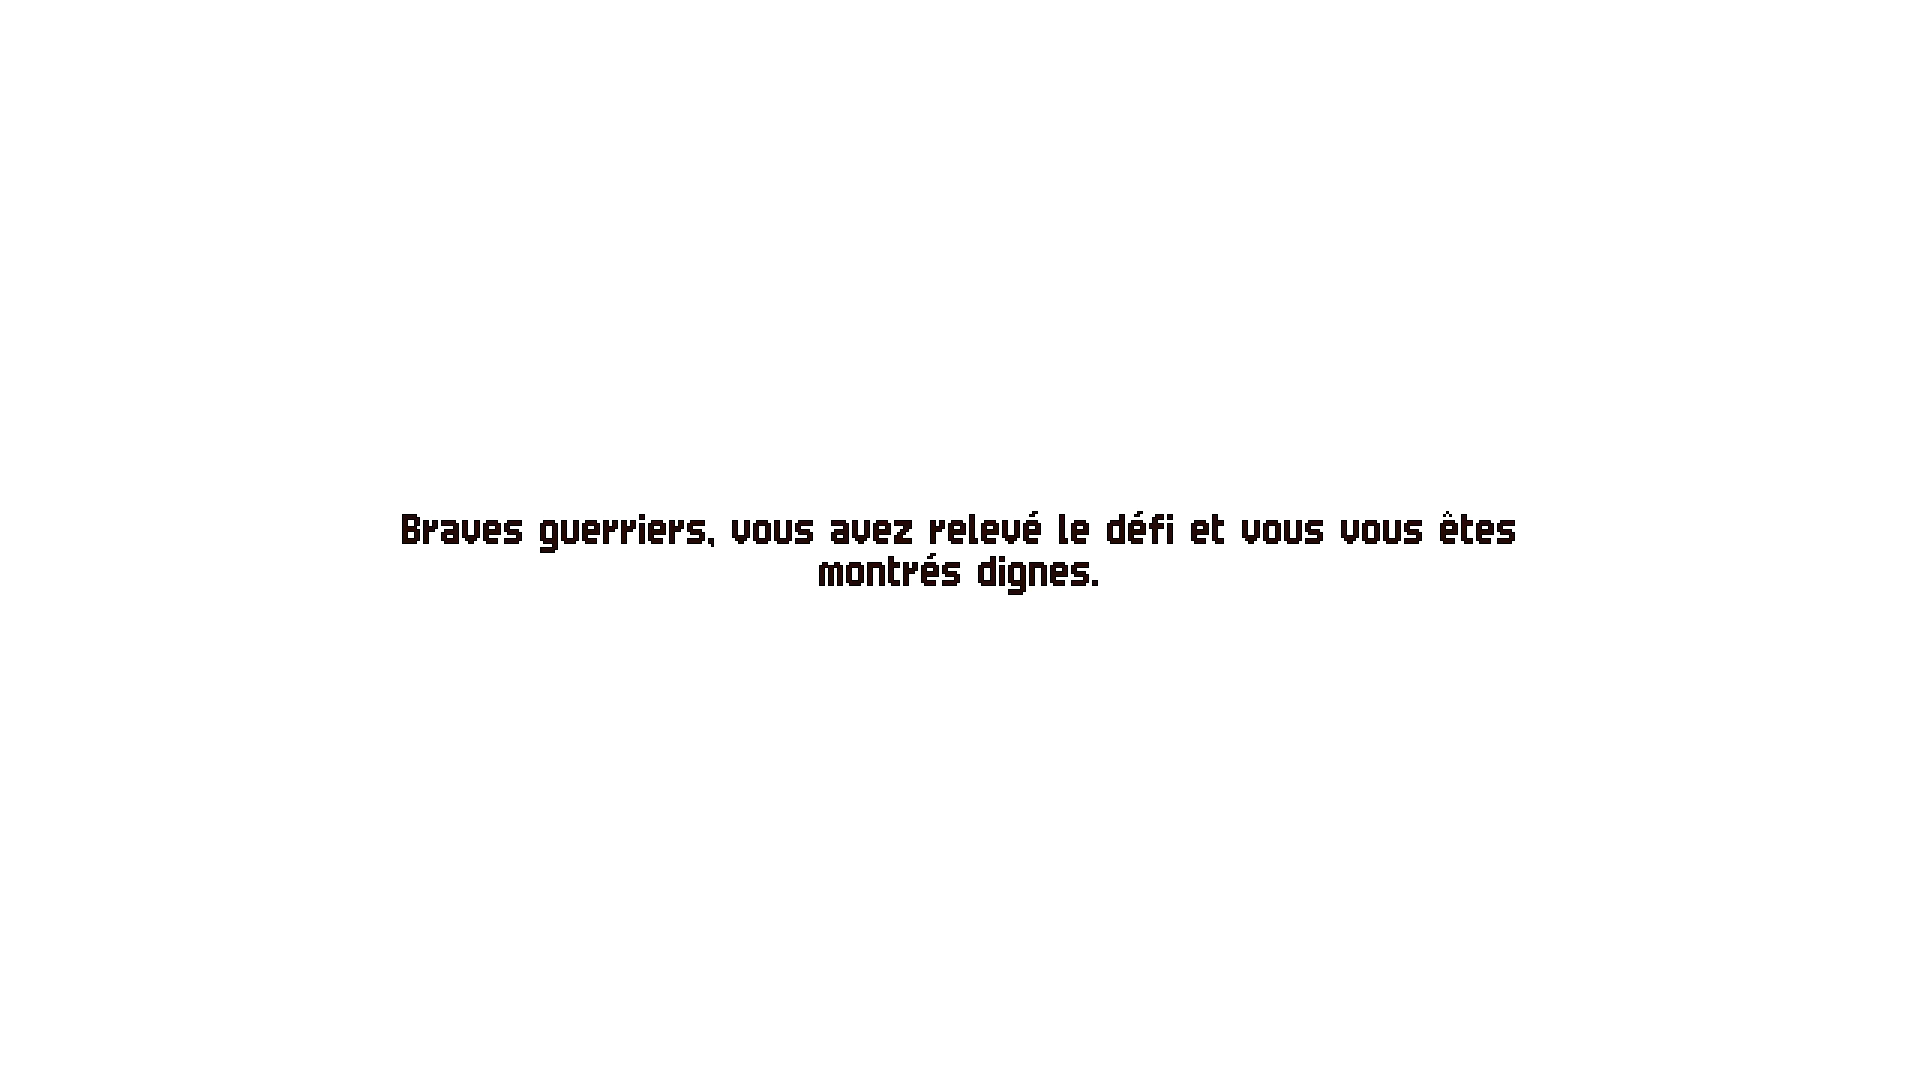 Braves guerriers, vous avez relevé le défi et vous vous êtes
montrés dignes.